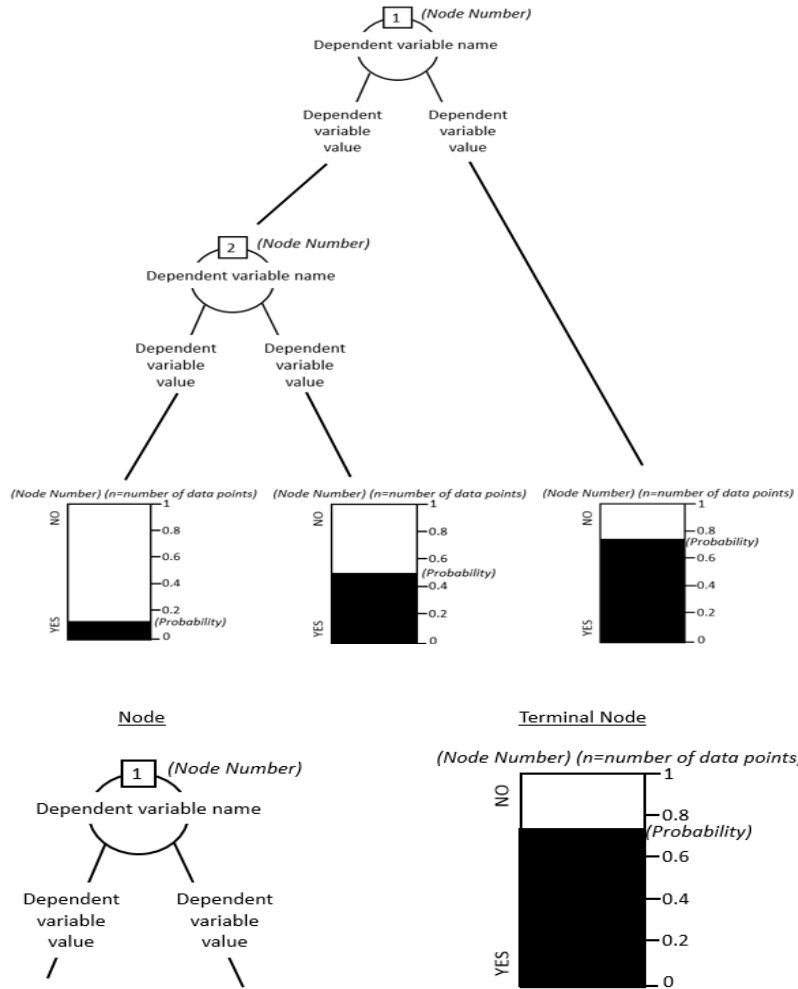 1 (Node Number)
Dependent variable name
Dependent
variable
value
Dependent
variable
value
2 (Node Number)
Dependent variable name
Dependent
variable
value
Dependent
variable
value
(Node Number) (n=number of data points)
NO
YES
1
0.8
0.6
0.4
0.2
(Probability)
0
(Node Number) (n=number of data points)
NO
YES
1
0.8
0.6
(Probability)
0.4
0.2
0
(Node Number) (n=number of data points)
NO
YES
1
0.8
(Probability)
0.6
0.4
0.2
0
Node
1 (Node Number)
Dependent variable name
Dependent
variable
value
Dependent
variable
value
Terminal Node
(Node Number) (n=number of data points
NO
YES
1
0.8
(Probability)
0.6
0.4
0.2
0